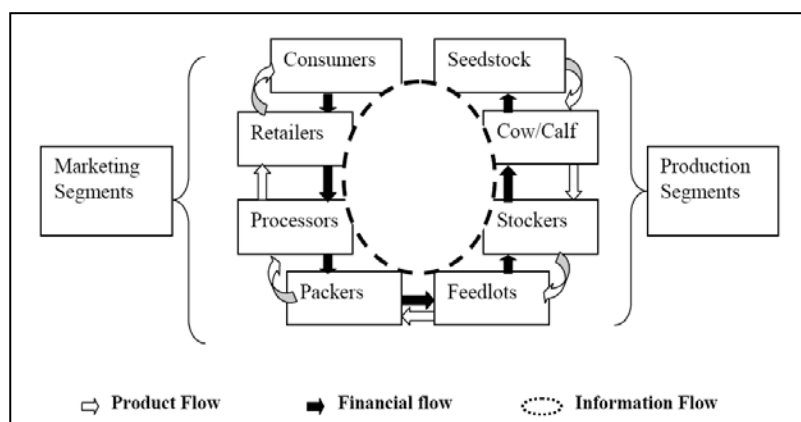 Consumers
Seedstock
Retailers
Cow/Calf
Marketing
Segments
Production
Segments
Processors
Stockers
Packers
Feedlots
Product Flow
Financial flow
Information Flow